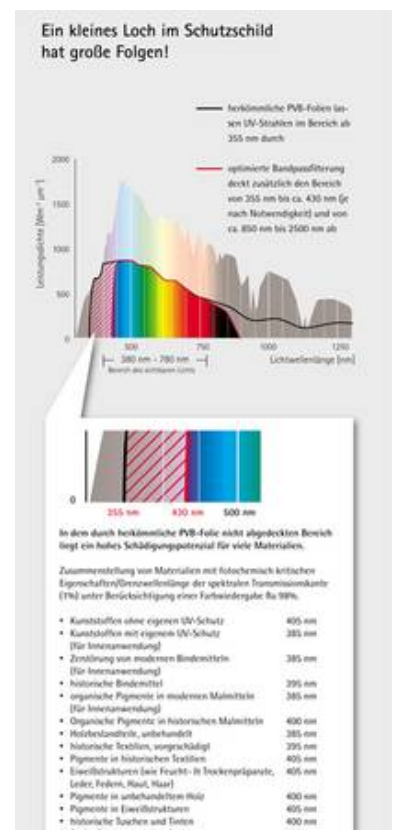 Ein kleines Loch im Schutzschild
hat große Folgen!
herkömmliche PVB-Folien las-
sen UV-Strahlen im Bereich ab
355 nm durch
optimierte Bandpassfilterung
deckt zusätzlich den Bereich
von 355 nm bis ca. 430 nm (je
nach Notwendigkeit) und von
ca. 850 nm bis 2500 nm ab
Leistungsdichte [Wm⁻² µm⁻¹]
2000
1500
1000
500
0
500 750 1000 1250
380 nm - 780 nm
Lichtwellenlänge [nm]
Bereich des sichtbaren Lichts
0
355 nm 430 nm 500 nm
In dem durch herkömmliche PVB-Folie nicht abgedeckten Bereich
liegt ein hohes Schädigungspotenzial für viele Materialien.
Zusammenstellung von Materialien mit fotochemisch kritischen
Eigenschaften/Grenzwellenlänge der spektralen Transmissionskante
(1%) unter Berücksichtigung einer Farbwiedergabe Ra 98%.
• Kunststoffen ohne eigenen UV-Schutz 405 nm
• Kunststoffen mit eigenem UV-Schutz 385 nm
(für Innenanwendung)
• Zerstörung von modernen Bindemitteln 385 nm
(für Innenanwendung)
• historische Bindemittel 395 nm
• organische Pigmente in modernen Malmitteln 385 nm
(für Innenanwendung)
• Organische Pigmente in historischen Malmitteln 400 nm
• Holzbestandteile, unbehandelt 385 nm
• historische Textilien, vorgeschädigt 395 nm
• Pigmente in historischen Textilien 405 nm
• Eiweißstrukturen (wie Feucht- & Trockenpräparate, 405 nm
Leder, Federn, Haut, Haar)
• Pigmente in unbehandeltem Holz 400 nm
• Pigmente in Eiweißstrukturen 405 nm
• historische Tuschen und Tinten 400 nm